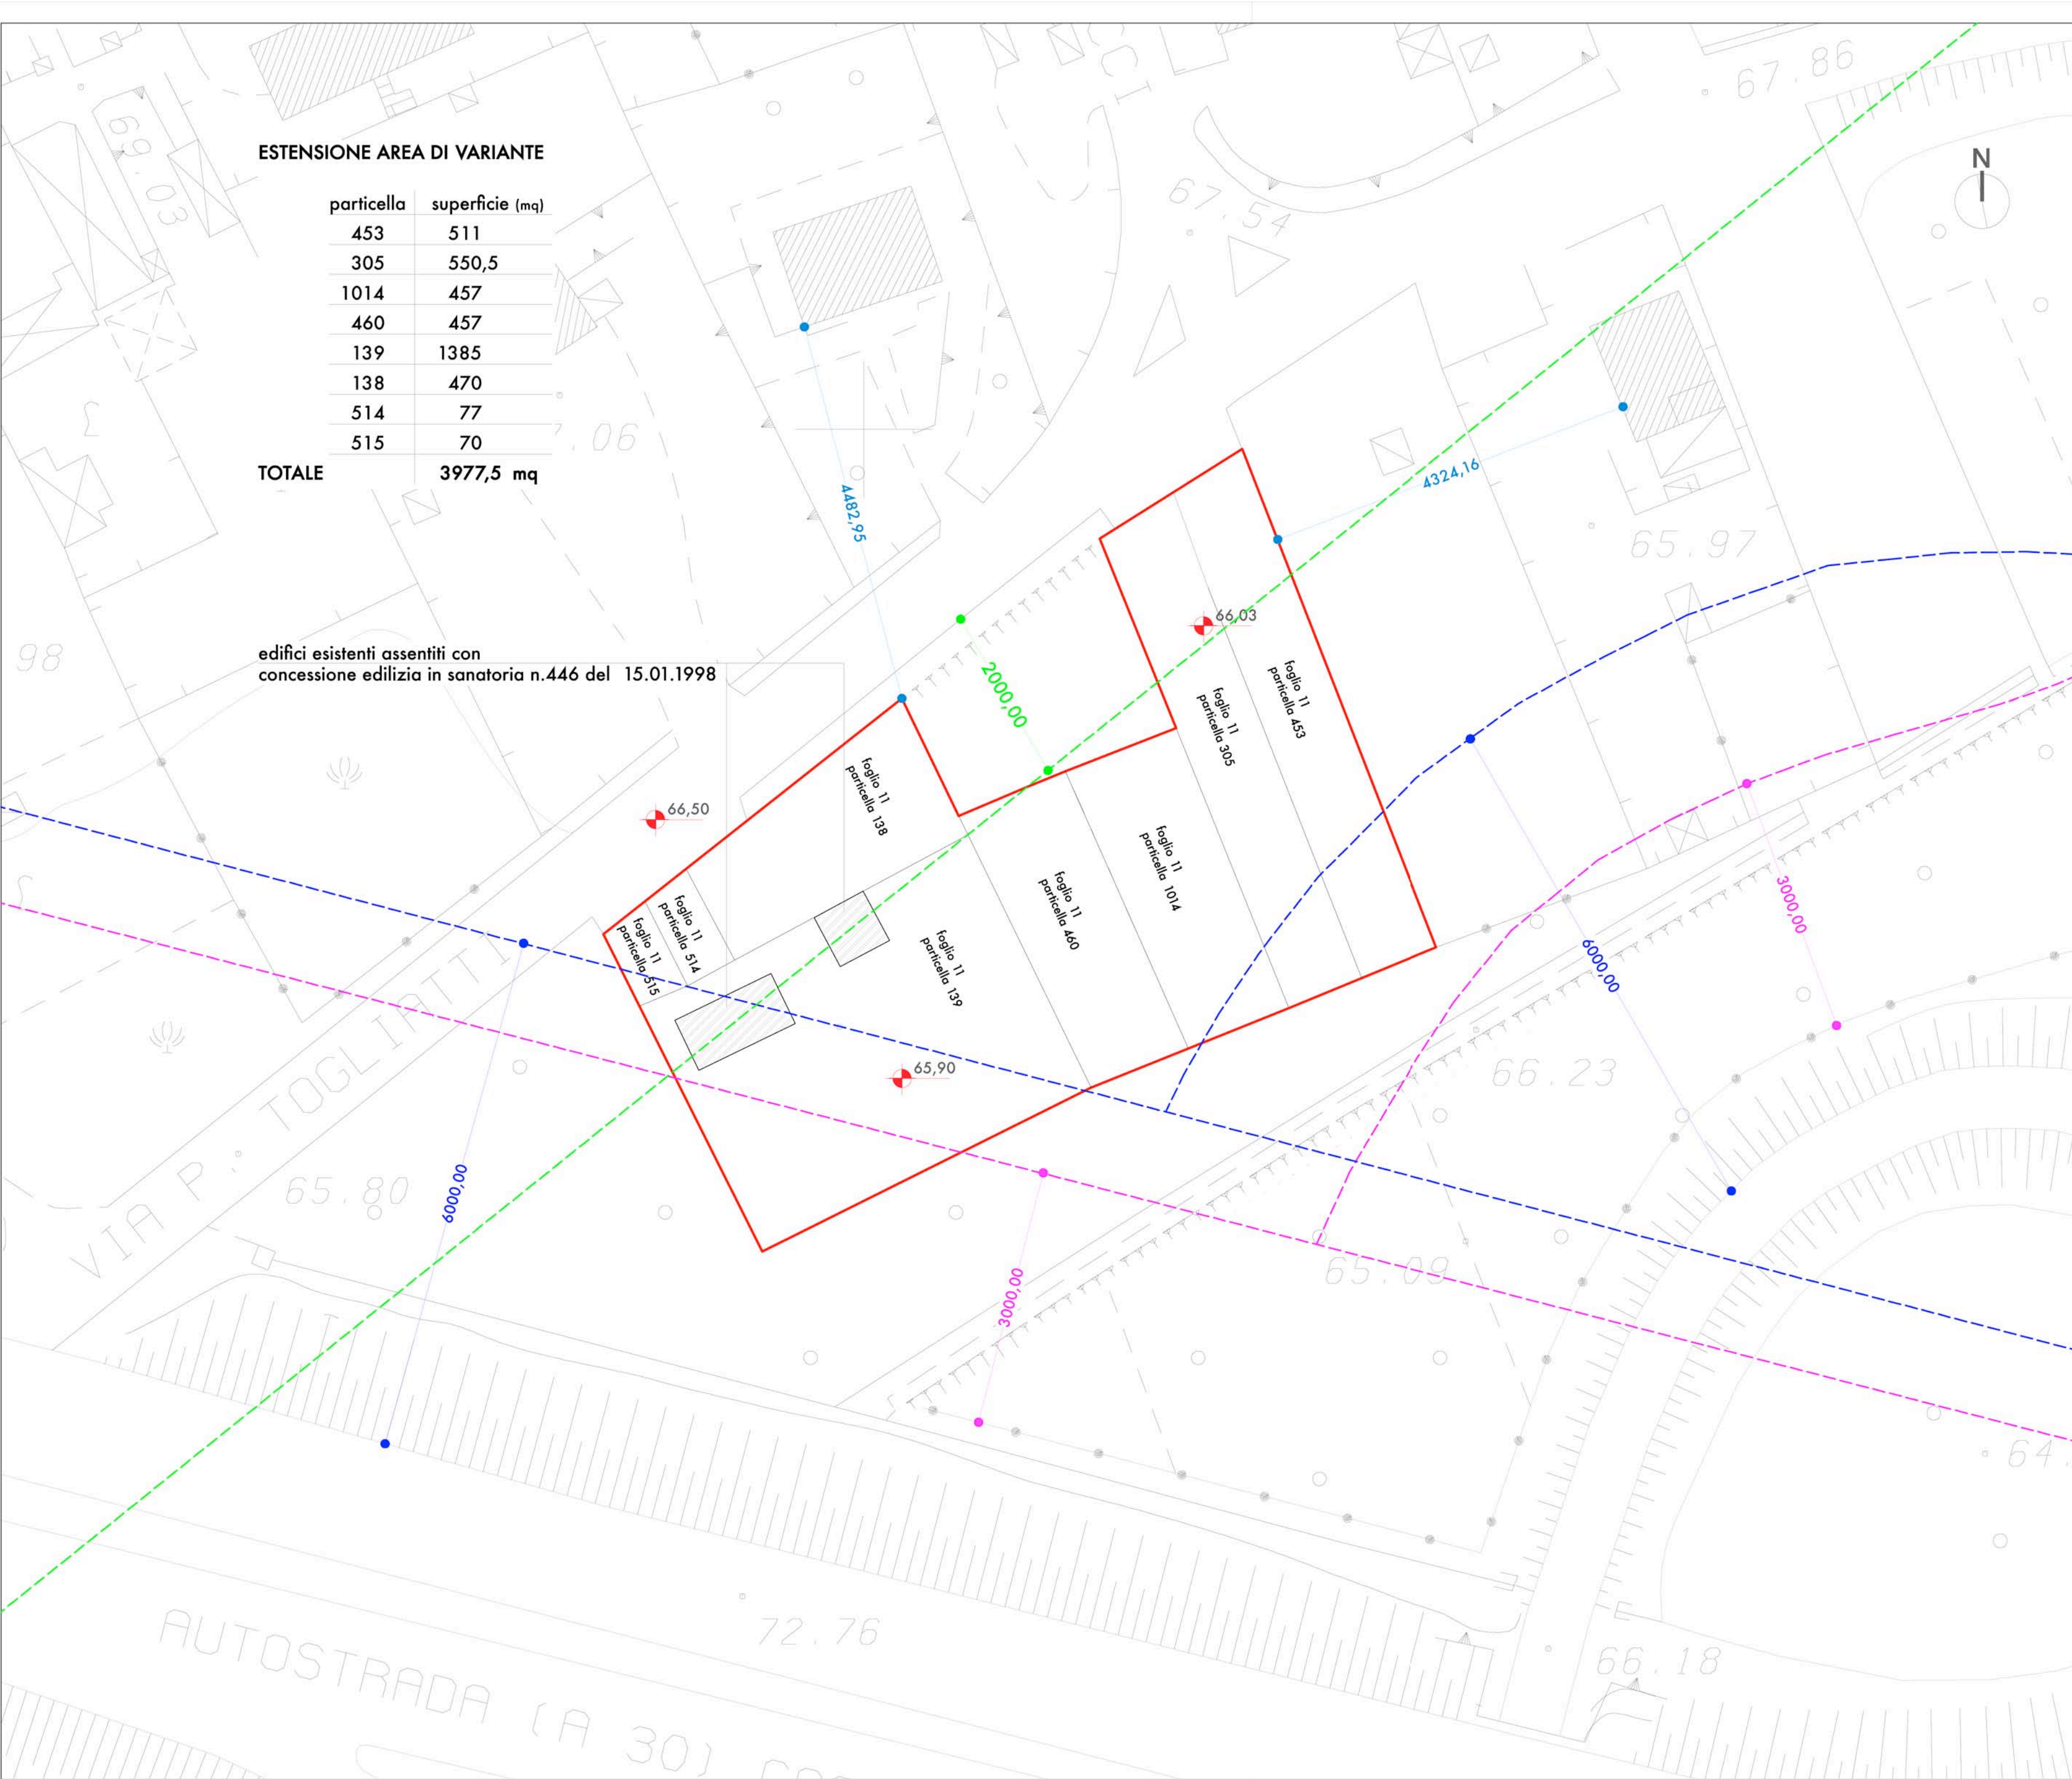 67.86
69.03
ESTENSIONE AREA DI VARIANTE
N
67.54
particella superficie (mq)
453 511
305 550,5
1014 457
460 457
139 1385
138 470
514 77
515 70
TOTALE 3977,5 mq
4324,16
4482,95
65.97
66,03
edifici esistenti assentiti con
concessione edilizia in sanatoria n.446 del 15.01.1998
98
2000,00
foglio 11
particella 453
foglio 11
particella 305
foglio 11
particella 138
66,50
foglio 11
particella 1014
foglio 11
particella 460
foglio 11
particella 514
foglio 11
particella 515
foglio 11
particella 139
3000,00
6000,00
65,90
66.23
VIA P. TOGLIATTI
65.80
6000,00
65.09
3000,00
64.
72.76
66.18
AUTOSTRADA (A 30)